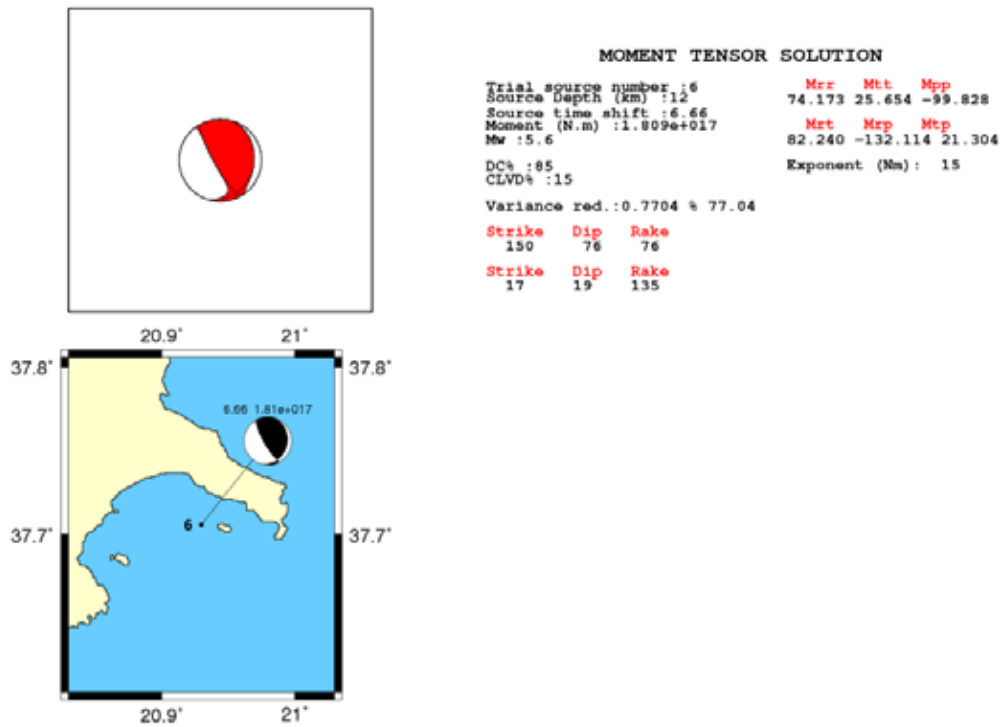 MOMENT TENSOR SOLUTION
Trial source number :6
Source Depth (km) :12
Source time shift :6.66
Moment (N.m) :1.809e+017
Mw :5.6
DC% :85
CLVD% :15
Variance red.:0.7704 % 77.04
Strike Dip Rake
150 76 76
Strike Dip Rake
17 19 135
Mrr Mtt Mpp
74.173 25.654 -99.828
Mrt Mrp Mtp
82.240 -132.114 21.304
Exponent (Nm): 15
20.9° 21°
37.8° 37.8°
6.66 1.81e+017
6
37.7° 37.7°
20.9° 21°